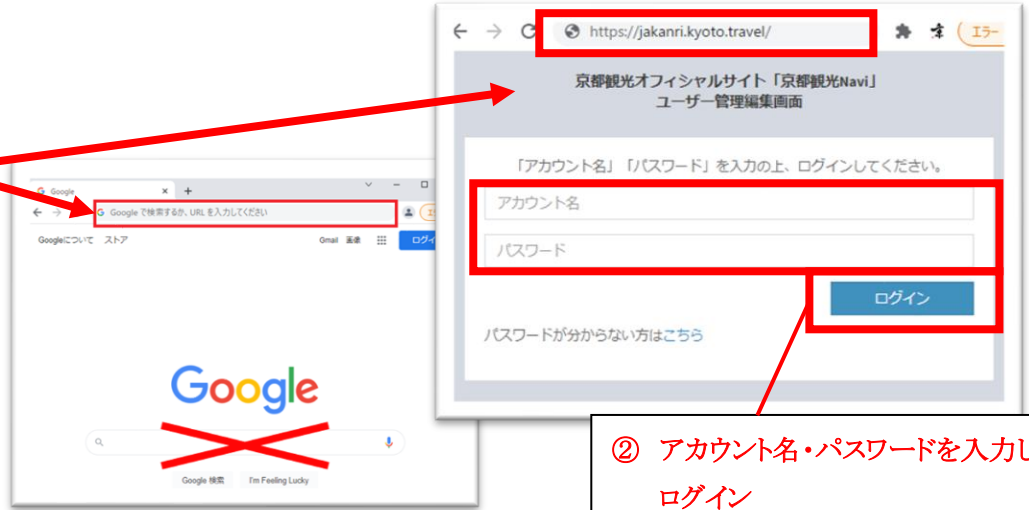 https://jakanri.kyoto.travel/
エラー
京都観光オフィシャルサイト「京都観光Navi」
ユーザー管理編集画面
「アカウント名」「パスワード」を入力の上、ログインしてください。
アカウント名
パスワード
ログイン
パスワードが分からない方はこちら
Google
Google で検索するか、URL を入力してください
Googleについて ストア
Gmail 画像
ログイ
Google
Google 検索 I'm Feeling Lucky
② アカウント名・パスワードを入力し
ログイン